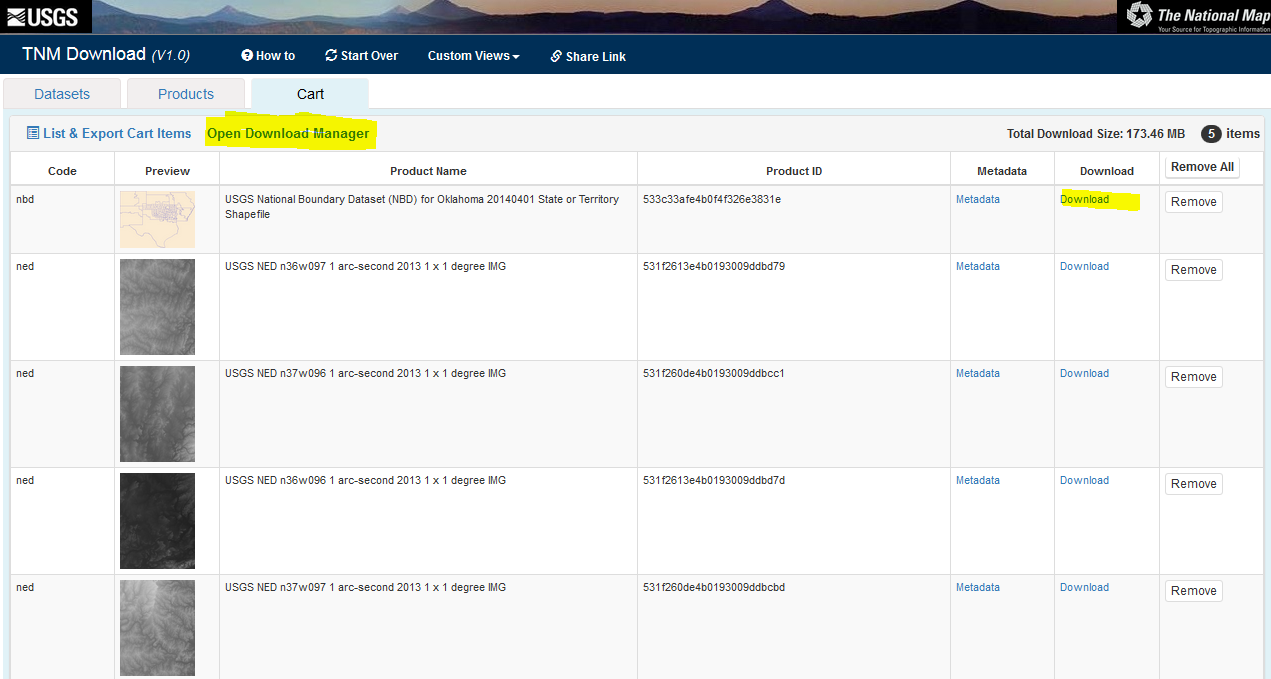 USGS
The National Map
Your Source for Topographic Information
TNM Download (V1.0)
How to
Start Over
Custom Views
Share Link
Datasets
Products
Cart
List & Export Cart Items
Open Download Manager
Total Download Size: 173.46 MB
5 items
Code
Preview
Product Name
Product ID
Metadata
Download
Remove All
nbd
USGS National Boundary Dataset (NBD) for Oklahoma 20140401 State or Territory
Shapefile
533c33afe4b0f4f326e3831e
Metadata
Download
Remove
ned
USGS NED n36w097 1 arc-second 2013 1 x 1 degree IMG
531f2613e4b0193009ddbd79
Metadata
Download
Remove
ned
USGS NED n37w096 1 arc-second 2013 1 x 1 degree IMG
531f260de4b0193009ddbcc1
Metadata
Download
Remove
ned
USGS NED n36w096 1 arc-second 2013 1 x 1 degree IMG
531f2613e4b0193009ddbd7d
Metadata
Download
Remove
ned
USGS NED n37w097 1 arc-second 2013 1 x 1 degree IMG
531f260de4b0193009ddbcbd
Metadata
Download
Remove